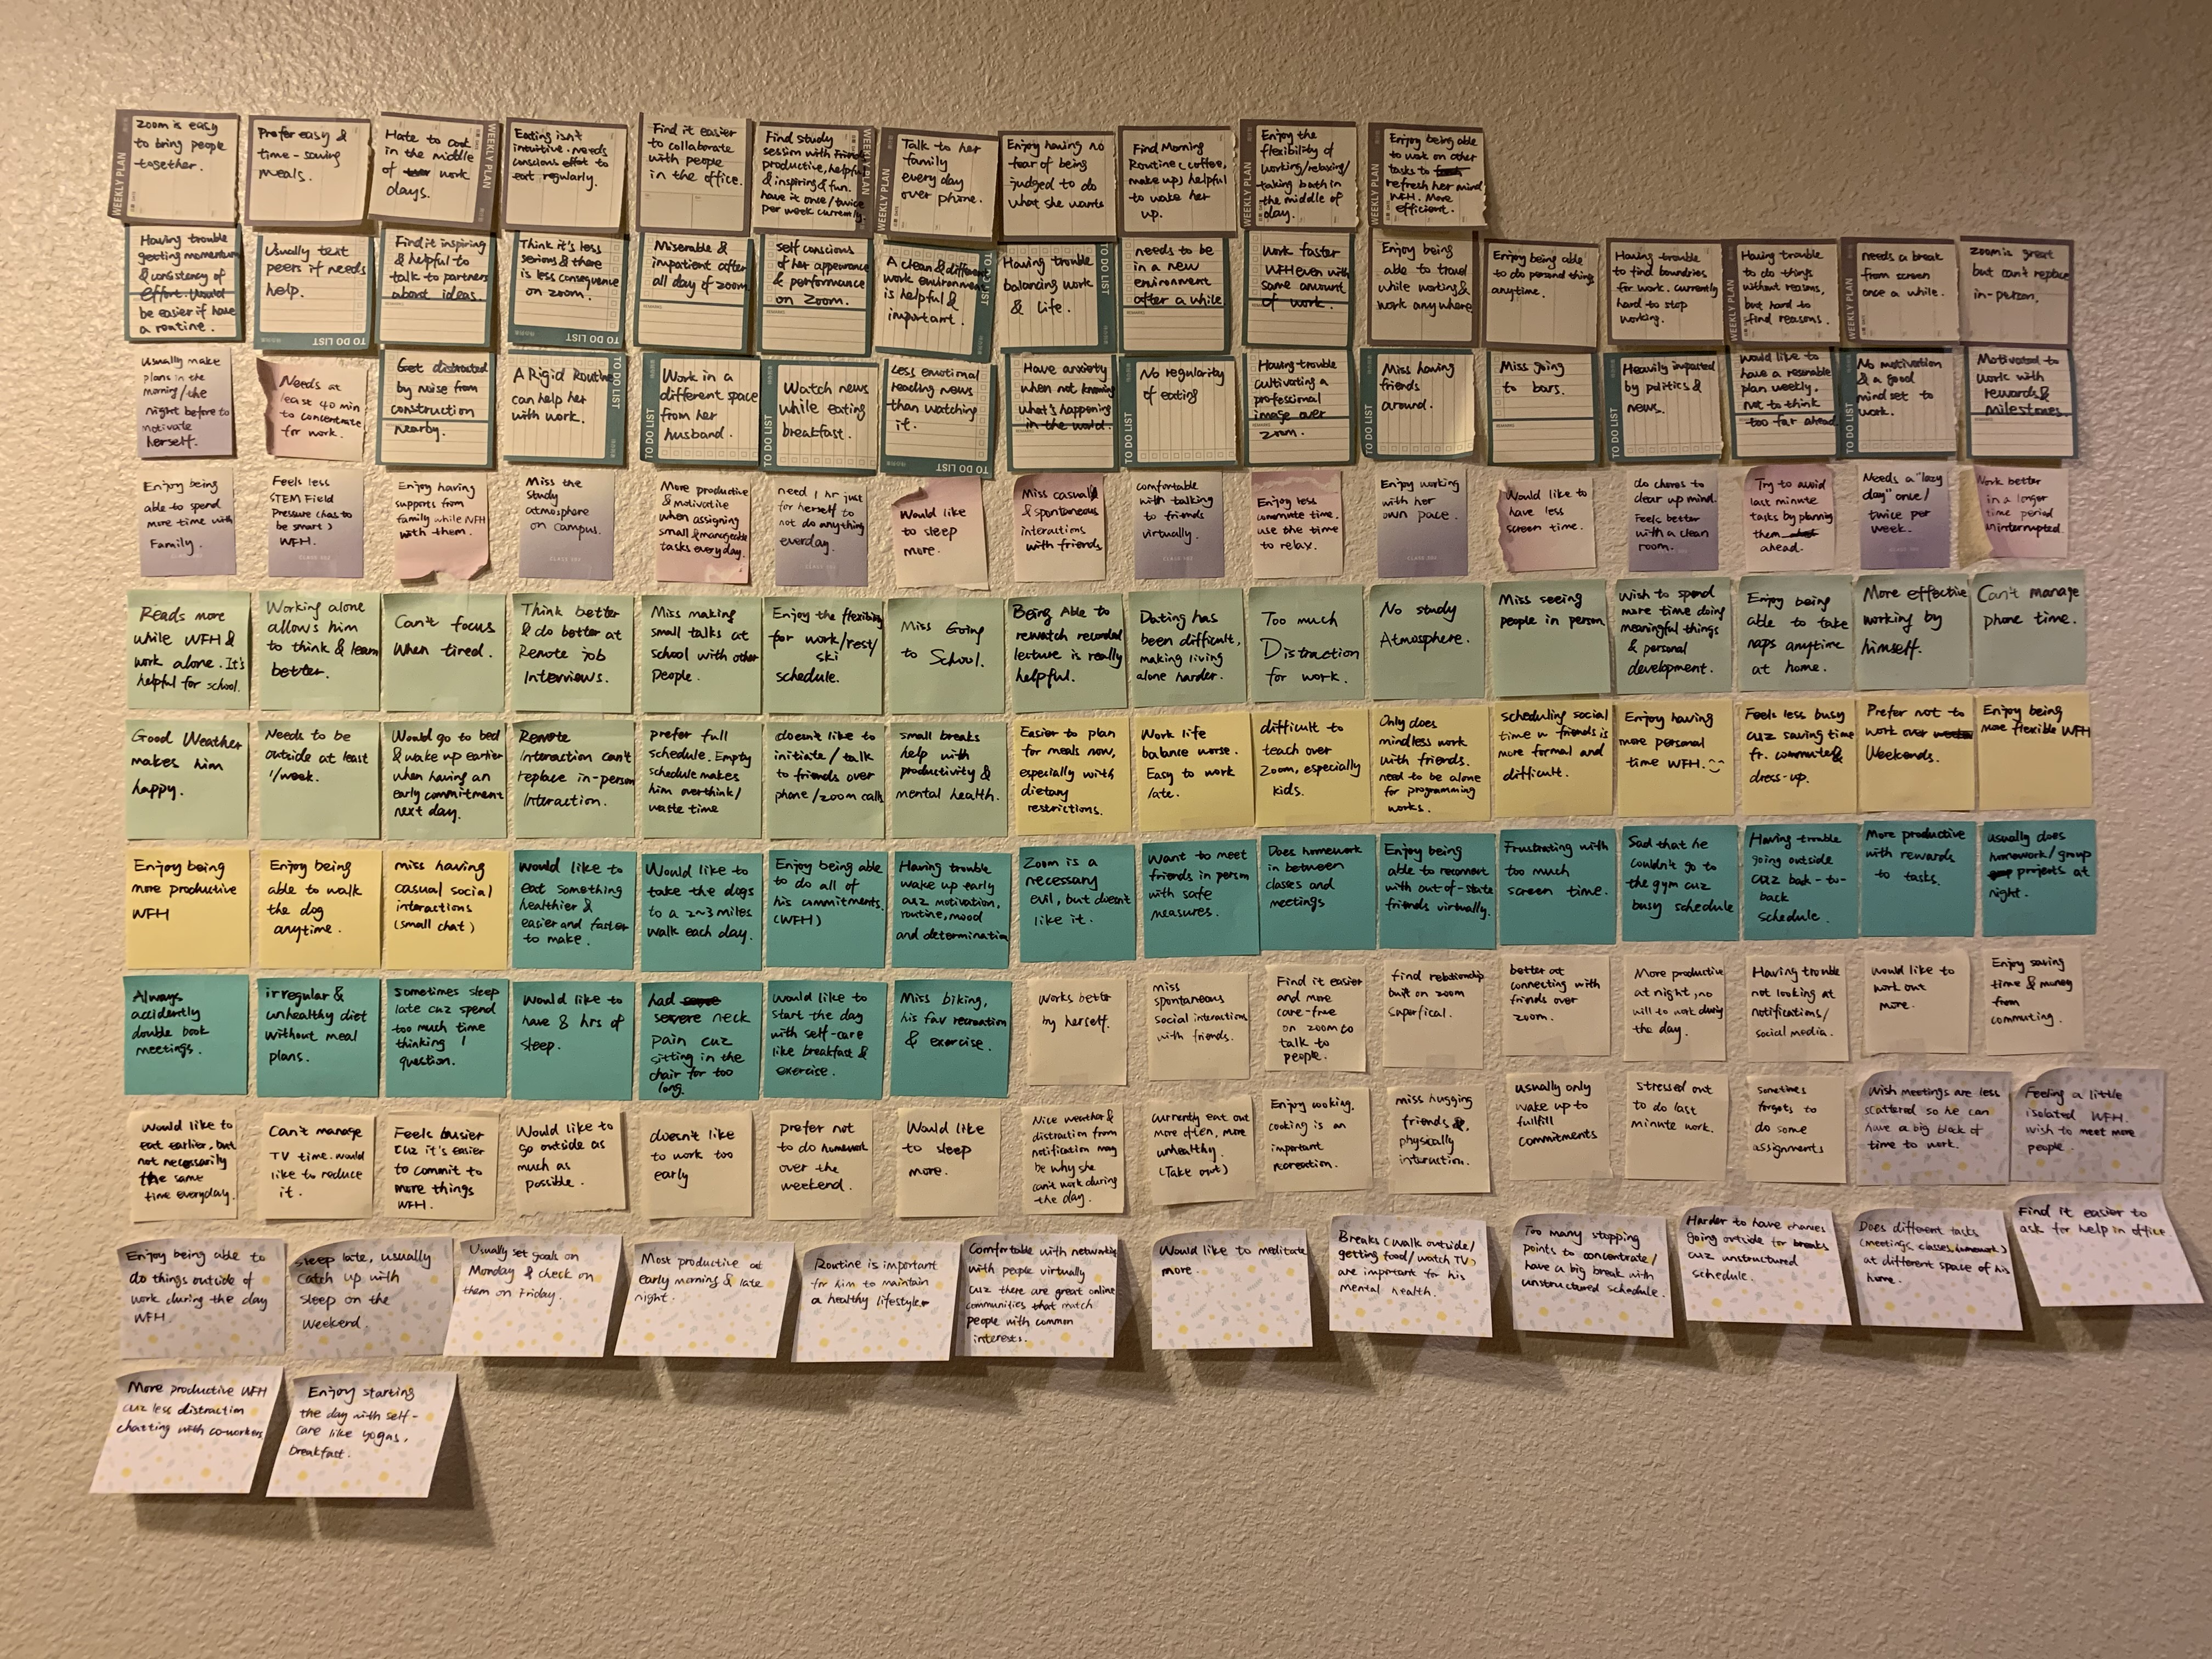 Zoom is easy
to bring people
together.
Prefer easy &
time-saving
meals.
Hate to cook
in the middle
of work
days.
Eating isn't
intuitive. needs
conscious effort to
eat regularly.
Find it easier
to collaborate
with people
in the office.
Find study
session with
productive, helpful
& inspiring & fun.
have it once/twice
per week currently.
Talk to her
family
every day
over phone.
Enjoy having no
fear of being
judged to do
what she wants
Find Morning
Routine (coffee,
make up) helpful
to wake her
up.
Enjoy the
flexibility of
working/relaxing/
taking bath in
the middle of
day.
Enjoy being able
to work on other
tasks to
refresh her mind
WFH. More
efficient.
WEEKLY PLAN
WEEKLY PLAN
WEEKLY PLAN
WEEKLY PLAN
WEEKLY PLAN
WEEKLY PLAN
Having trouble
getting momentum
& consistency of
effort. Would
be easier if have
a routine.
Usually text
peers if needs
help.
Find it inspiring
& helpful to
talk to partners
about ideas.
Think it's less
serious & there
is less consequence
on zoom.
Miserable &
impatient after
all day of zoom
self conscious
of her appearance
& performance
on Zoom.
A clean & different
work environment
is helpful &
important.
Having trouble
balancing work
& life.
needs to be
in a new
environment
after a while
Work faster
WFH even with
same amount
of work.
Enjoy being
able to travel
while working &
work anywhere
Enjoy being able
to do personal things
anytime.
Having trouble
to find boundries
for work. currently
hard to stop
working.
Having trouble
to do things
without reasons,
but hard to
find reasons.
needs a break
from screen
once a while.
zoom is great
but can't replace
in-person.
TO DO LIST
TO DO LIST
TO DO LIST
WEEKLY PLAN
WEEKLY PLAN
Usually make
plans in the
morning/the
night before to
motivate
herself.
Needs at
least 40 min
to concentrate
for work.
Get distracted
by noise from
construction
nearby.
A Rigid Routine
can help her
with work.
Work in a
different space
from her
husband.
Watch news
while eating
breakfast.
Less emotional
reading news
than watching
it.
Have anxiety
when not knowing
what's happening
in the world.
No regularity
of eating
Having trouble
cultivating a
professional
image over
zoom.
Miss having
friends
around.
Miss going
to bars.
Heavily impacted
by politics &
news.
Would like to
have a resonable
plan weekly.
not to think
too far ahead
No motivation
& a good
mind set to
work.
Motivated to
work with
rewards &
milestones
TO DO LIST
TO DO LIST
TO DO LIST
TO DO LIST
TO DO LIST
TO DO LIST
TO DO LIST
Enjoy being
able to spend
more time with
Family.
Feels less
STEM Field
Pressure (has to
be smart)
WFH.
Enjoy having
supports from
family while WFH
with them.
Miss the
study
atmosphere
on campus.
More productive
& motivative
when assigning
small & manageable
tasks everyday.
need 1 hr just
for herself to
not do anything
everday.
Would like
to sleep
more.
Miss casual
& spontaneous
interactions
with friends
comfortable
with talking
to friends
virtually.
Enjoy less
commute time.
use the time
to relax.
Enjoy working
with her
own pace.
Would like to
have less
screen time.
do chores to
clear up mind.
Feels better
with a clean
room.
Try to avoid
last minute
tasks by planning
them
ahead.
Needs a "lazy
day" once/
twice per
week.
Work better
in a longer
time period
uninterrupted.
Reads more
while WFH &
work alone. It's
helpful for school.
Working alone
allows him
to think & learn
better.
Can't focus
when tired.
Think better
& do better at
Remote job
Interviews.
Miss making
small talks at
school with other
People.
Enjoy the flexibility
for work/rest/
ski
schedule.
Miss Going
to School.
Being Able to
rewatch recorded
lecture is really
helpful.
Dating has
been difficult,
making living
alone harder.
Too much
Distraction
for work.
No study
Atmosphere.
Miss seeing
people in person
Wish to spend
more time doing
meaningful things
& personal
development.
Enjoy being
able to take
naps anytime
at home.
More effective
working by
himself.
Can't manage
phone time.
Good Weather
makes him
happy.
Needs to be
outside at least
1/week.
Would go to bed
& wake up earlier
when having an
early commitment
next day.
Remote
Interaction can't
replace in-person
Interaction.
prefer full
schedule. Empty
schedule makes
him overthink/
waste time
doesn't like to
initiate/talk
to friends over
phone/zoom calls
small breaks
help with
productivity &
mental health.
Easier to plan
for meals now,
especially with
dietary
restrictions.
Work life
balance worse.
Easy to work
late.
difficult to
teach over
Zoom, especially
kids.
Only does
mindless work
with friends.
need to be alone
for programming
works.
scheduling social
time w friends is
more formal and
difficult.
Enjoy having
more personal
time WFH.
Feels less busy
cuz saving time
fr. commute &
dress-up.
Prefer not to
work over
Weekends.
Enjoy being
more flexible WFH
Enjoy being
more productive
WFH
Enjoy being
able to walk
the dog
anytime.
miss having
casual social
interactions
(small chat)
would like to
eat something
healthier &
easier and faster
to make.
Would like to
take the dogs
to a 2~3 miles
walk each day.
Enjoy being able
to do all of
his commitments.
(WFH)
Having trouble
wake up early
cuz motivation,
routine, mood
and determination
Zoom is a
necessary
evil, but doesn't
like it.
Want to meet
friends in person
with safe
measures.
Does homework
in between
classes and
meetings
Enjoy being
able to reconnect
with out-of-state
friends virtually.
Frustrating with
too much
screen time.
Sad that he
couldn't go to
the gym cuz
busy schedule
Having trouble
going outside
cuz back-to-
back
schedule.
More productive
with rewards
to tasks.
usually does
homework/group
projects at
night.
Always
accidently
double book
meetings.
irregular &
unhealthy diet
without meal
plans.
Sometimes sleep
late cuz spend
too much time
thinking 1
question.
Would like to
have 8 hrs of
sleep.
had
severe neck
pain cuz
sitting in the
chair for too
long.
would like to
start the day
with self-care
like breakfast &
exercise.
Miss biking,
his fav recreation
& exercise.
Works better
by herself.
miss
spontaneous
social interaction
with friends.
Find it easier
and more
care-free
on zoom to
talk to
people.
find relationship
built on zoom
superfical.
better at
connecting with
friends over
zoom.
More productive
at night, no
will to work during
the day.
Having trouble
not looking at
notifications/
social media.
would like to
work out
more.
Enjoy saving
time & money
from
commuting.
Would like to
eat earlier, but
not necessarily
the same
time everyday.
Can't manage
TV time. would
like to reduce
it.
Feels busier
cuz it's easier
to commit to
more things
WFH.
Would like to
go outside as
much as
possible.
doesn't like
to work too
early
prefer not
to do homework
over the
weekend.
Would like
to sleep
more.
Nice weather &
distraction from
notification may
be why she
can't work during
the day.
Currently eat out
more often, more
unhealthy.
(Take out)
Enjoy cooking.
cooking is an
important
recreation.
miss hugging
friends &
physically
interaction.
usually only
wake up to
fullfill
commitments
stressed out
to do last
minute work.
sometimes
forgets to
do some
assignments
Wish meetings are less
scattered so he can
have a big block of
time to work.
Feeling a little
isolated WFH.
wish to meet more
people.
Enjoy being able to
do things outside of
work during the day
WFH.
sleep late, usually
catch up with
sleep on the
weekend.
Usually set goals on
Monday & check on
them on Friday.
Most productive at
early morning & late
night.
Routine is important
for him to maintain
a healthy lifestyle
Comfortable with networking
with people virtually
cuz there are great online
communities that match
people with common
interests.
Would like to meditate
more.
Breaks (walk outside/
getting food/watch TV)
are important for his
mental health.
Too many stopping
points to concentrate/
have a big break with
unstructured schedule.
Harder to have chances
going outside for breaks
cuz unstructured
schedule.
Does different tasks
(meetings, classes, homework)
at different space of his
home.
Find it easier to
ask for help in office.
More productive WFH
cuz less distraction
chatting with co-workers
Enjoy starting
the day with self-
care like yogas,
breakfast.